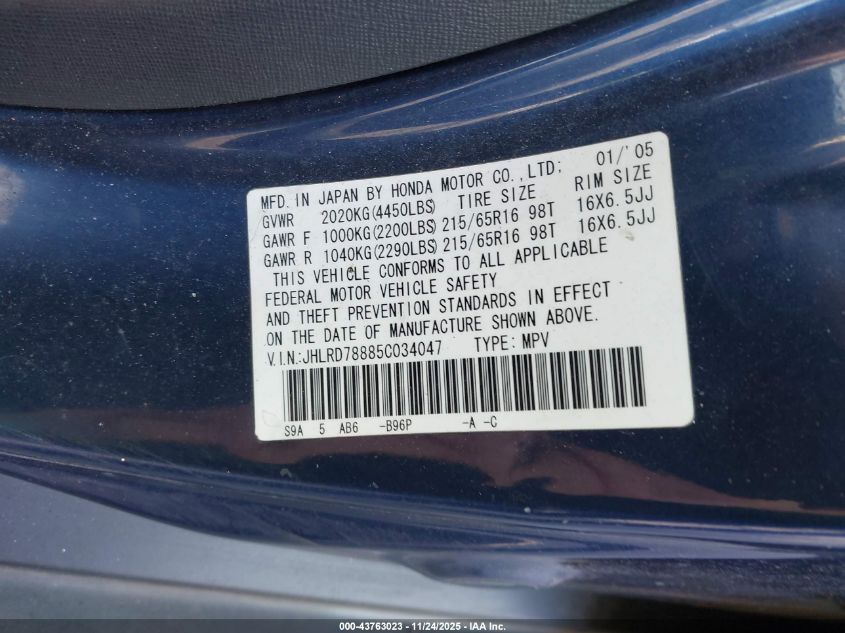 MFD. IN JAPAN BY HONDA MOTOR CO.,LTD: 01/'05
GVWR 2020KG(4450LBS) TIRE SIZE RIM SIZE
GAWR F 1000KG(2200LBS) 215/65R16 98T 16X6.5JJ
GAWR R 1040KG(2290LBS) 215/65R16 98T 16X6.5JJ
THIS VEHICLE CONFORMS TO ALL APPLICABLE
FEDERAL MOTOR VEHICLE SAFETY
AND THEFT PREVENTION STANDARDS IN EFFECT
ON THE DATE OF MANUFACTURE SHOWN ABOVE.
V.I.N.:JHLRD78885C034047 TYPE: MPV
S9A 5 AB6 -B96P -A -C
000-43763023 - 11/24/2025 - IAA Inc.